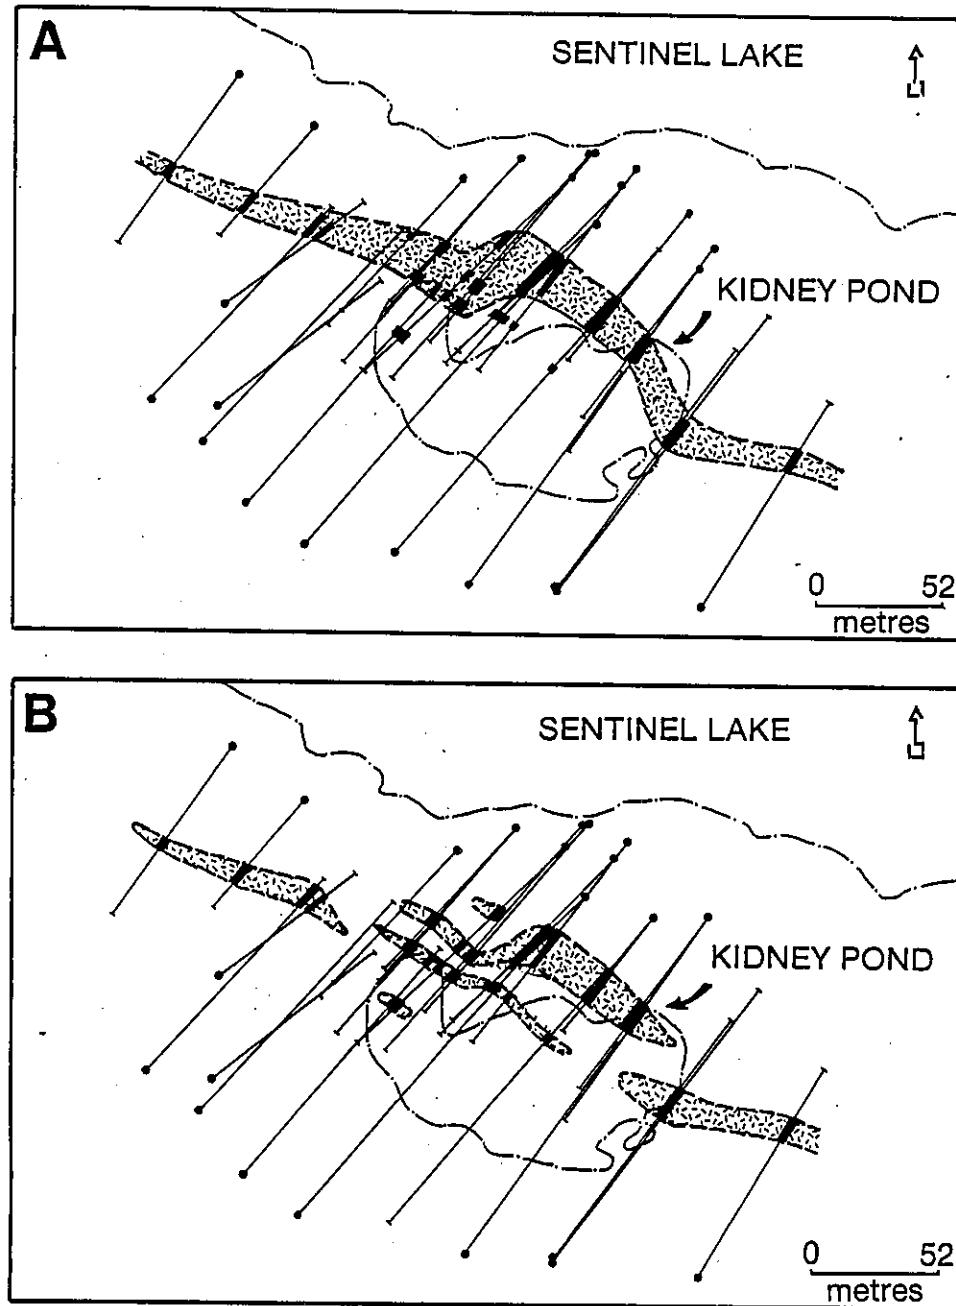 A
SENTINEL LAKE
KIDNEY POND
0 52
metres
B
SENTINEL LAKE
KIDNEY POND
0 52
metres